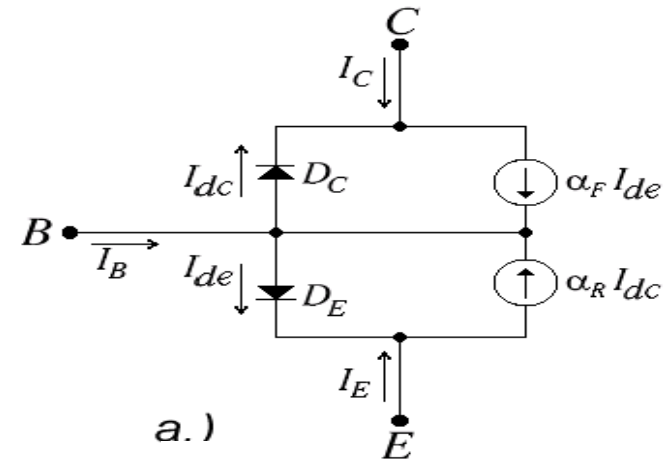 C
I_C
I_dc
D_C
α_F I_de
B
I_B
I_de
D_E
α_R I_dc
I_E
a.)
E